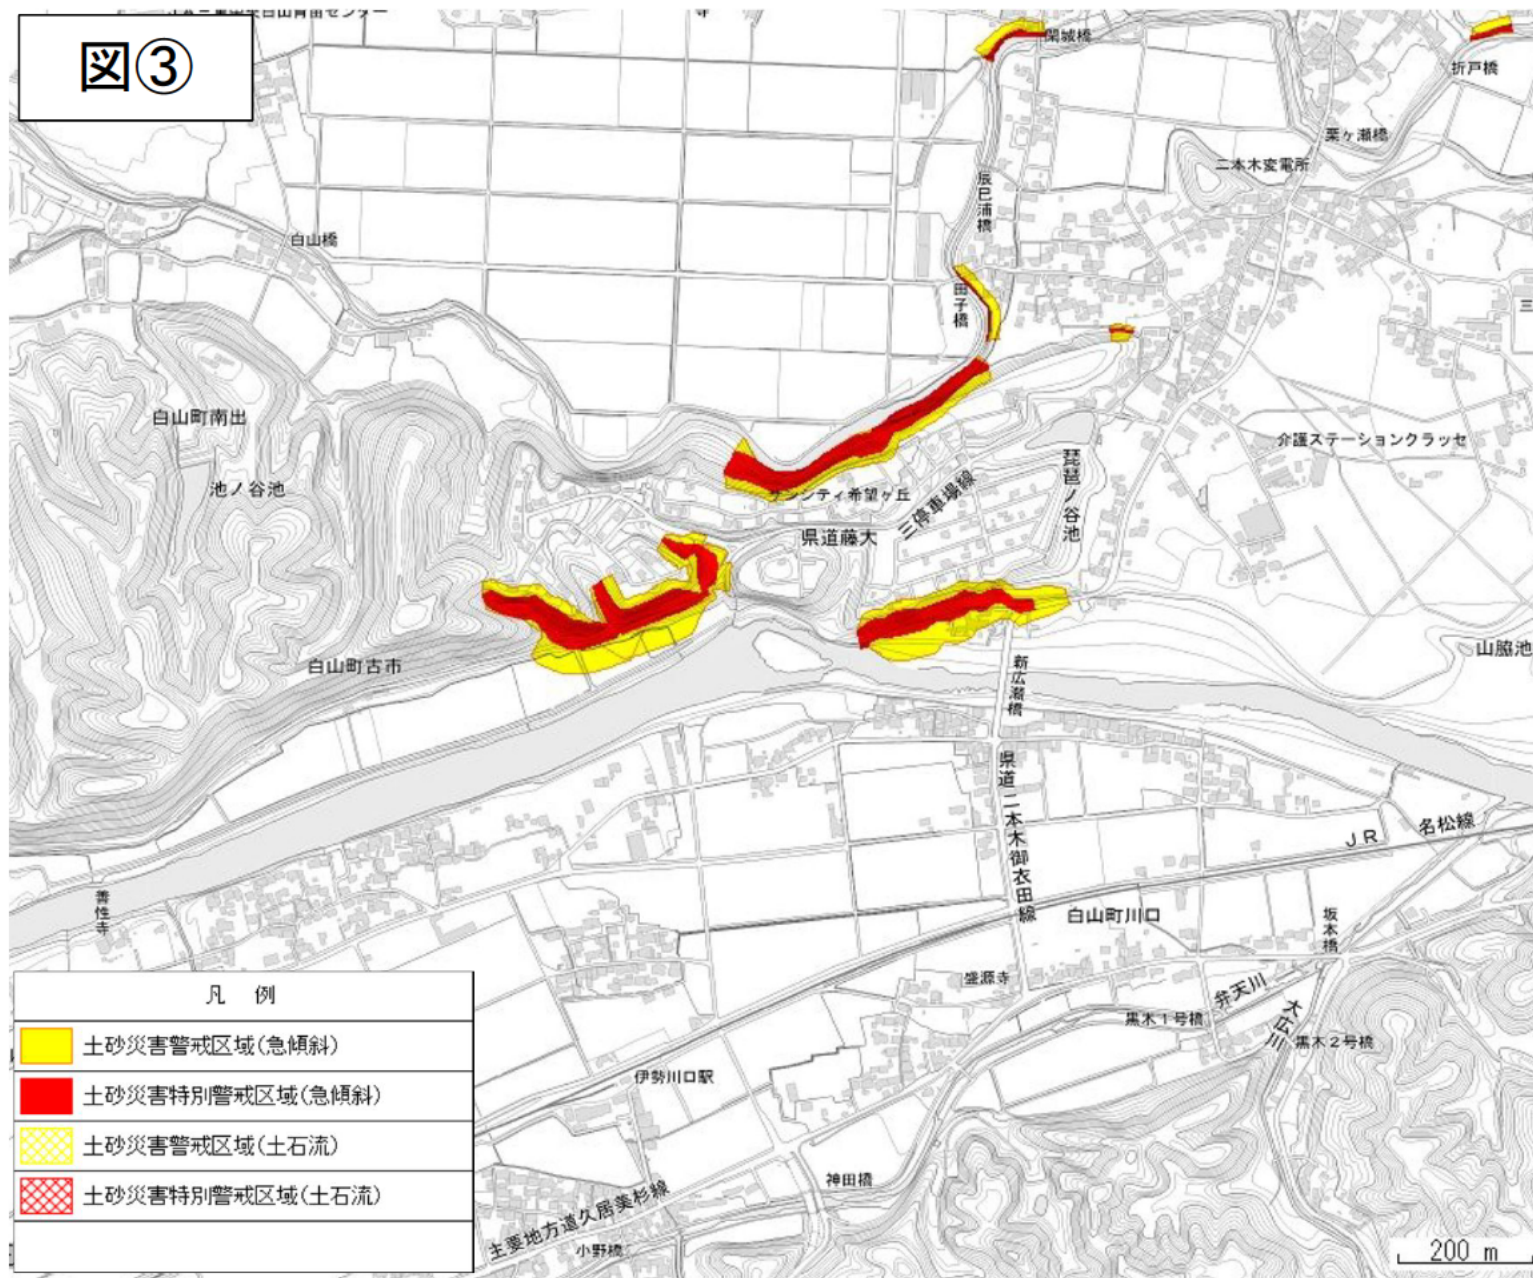 図③
寺
閑城橋
折戸橋
栗ヶ瀬橋
二本木変電所
辰巳浦橋
白山橋
田子橋
三
白山町南出
池ノ谷池
介護ステーションクラッセ
琵琶ノ谷池
サンシティ希望ヶ丘
三停車場線
県道藤大
白山町古市
山脇池
新広瀬橋
県道二本木御衣田線
JR 名松線
善性寺
白山町川口
坂本橋
盛源寺
弁天川
大広川
黒木1号橋
黒木2号橋
伊勢川口駅
神田橋
主要地方道久居美杉線
小野橋
凡 例
土砂災害警戒区域(急傾斜)
土砂災害特別警戒区域(急傾斜)
土砂災害警戒区域(土石流)
土砂災害特別警戒区域(土石流)
200 m